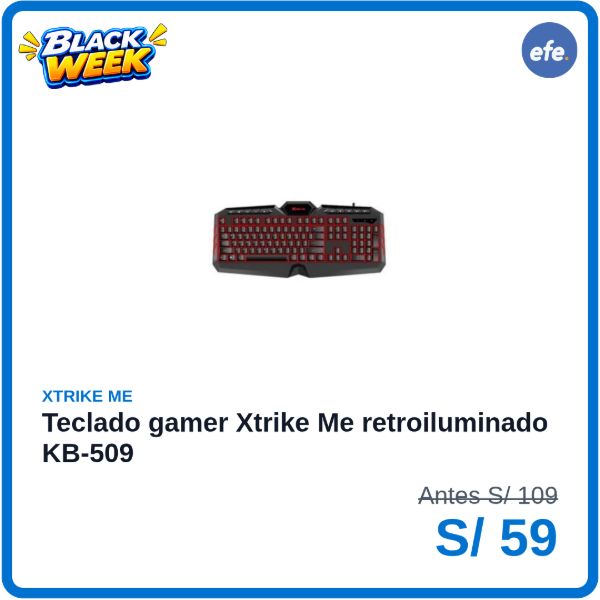 BLACK
WEEK
efe.
XTRIKE ME
Teclado gamer Xtrike Me retroiluminado
KB-509
Antes S/ 109
S/ 59